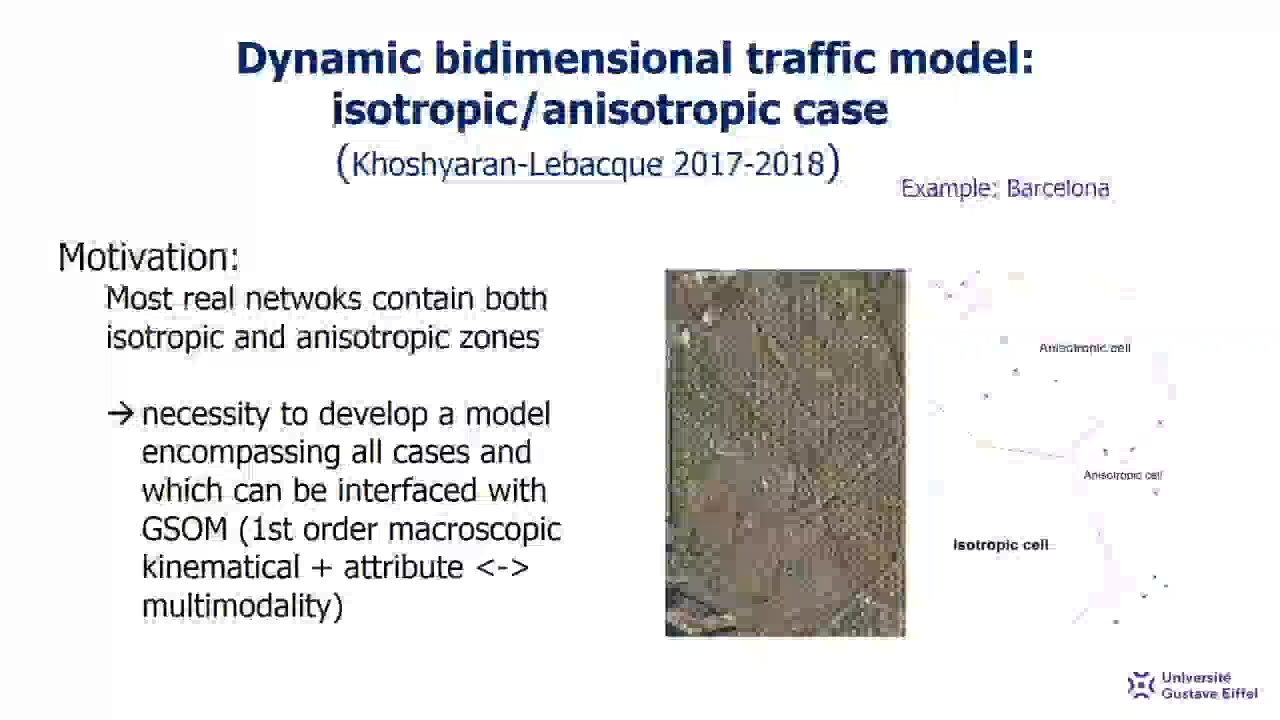 Dynamic bidimensional traffic model:
isotropic/anisotropic case
(Khoshyaran-Lebacque 2017-2018)
Example: Barcelona
Motivation:
Most real netwoks contain both
isotropic and anisotropic zones
→ necessity to develop a model
encompassing all cases and
which can be interfaced with
GSOM (1st order macroscopic
kinematical + attribute <->
multimodality)
Anisotropic cell
Anisotropic cell
Isotropic cell
Université
Gustave Eiffel